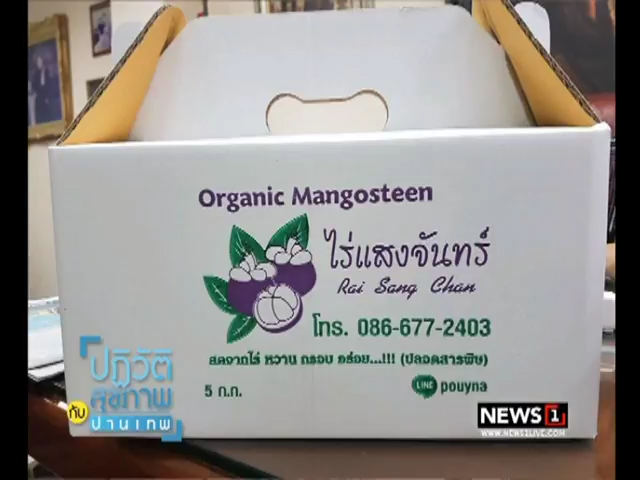 Organic Mangosteen
ไร่แสงจันทร์
Rai Sang Chan
โทร. 086-677-2403
สดจากไร่ หวาน กรอบ อร่อย...!!! (ปลอดสารพิษ)
5 ก.ก.
LINE pouyna
ปฏิวัติ
สุขภาพ
กับ
ปานเทพ
NEWS 1
WWW.NEWS1LIVE.COM